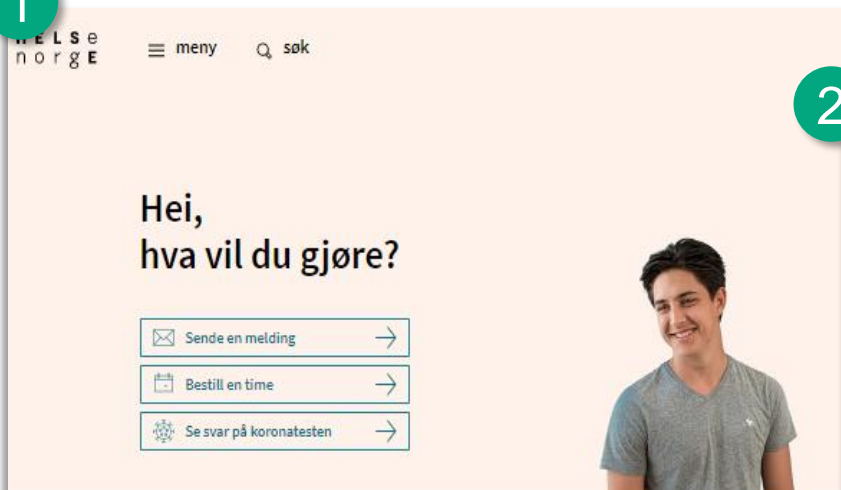 1
HELSe
norgE
meny
søk
2
Hei,
hva vil du gjøre?
Sende en melding
Bestill en time
Se svar på koronatesten